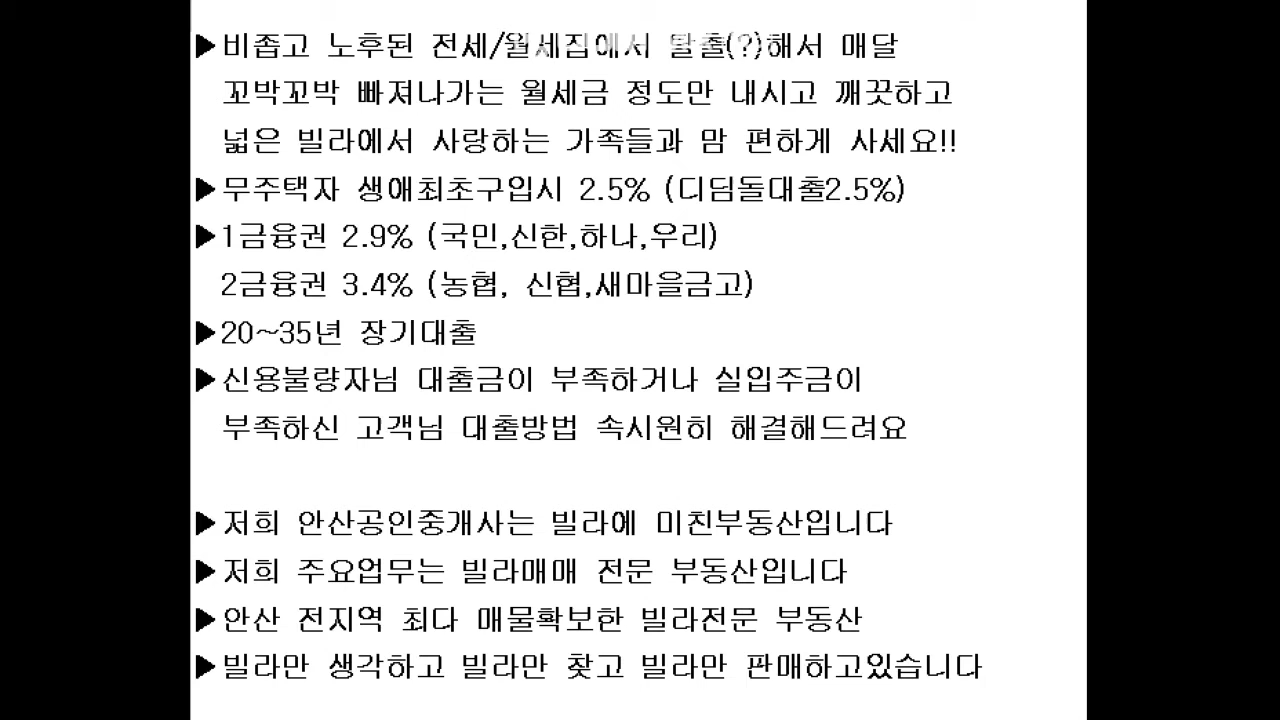 ▶비좁고 노후된 전세/월세집에서 탈출(?)해서 매달
꼬박꼬박 빠져나가는 월세금 정도만 내시고 깨끗하고
넓은 빌라에서 사랑하는 가족들과 맘 편하게 사세요!!
▶무주택자 생애최초구입시 2.5% (디딤돌대출2.5%)
▶1금융권 2.9% (국민,신한,하나,우리)
2금융권 3.4% (농협, 신협,새마을금고)
▶20~35년 장기대출
▶신용불량자님 대출금이 부족하거나 실입주금이
부족하신 고객님 대출방법 속시원히 해결해드려요
▶저희 안산공인중개사는 빌라에 미친부동산입니다
▶저희 주요업무는 빌라매매 전문 부동산입니다
▶안산 전지역 최다 매물확보한 빌라전문 부동산
▶빌라만 생각하고 빌라만 찾고 빌라만 판매하고있습니다